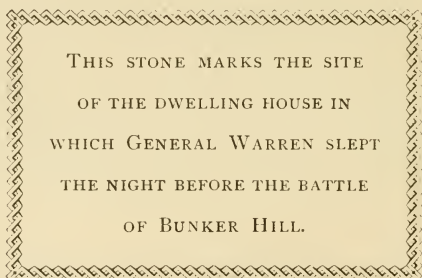 This stone marks the site
of the dwelling house in
which General Warren slept
the night before the battle
of Bunker Hill.